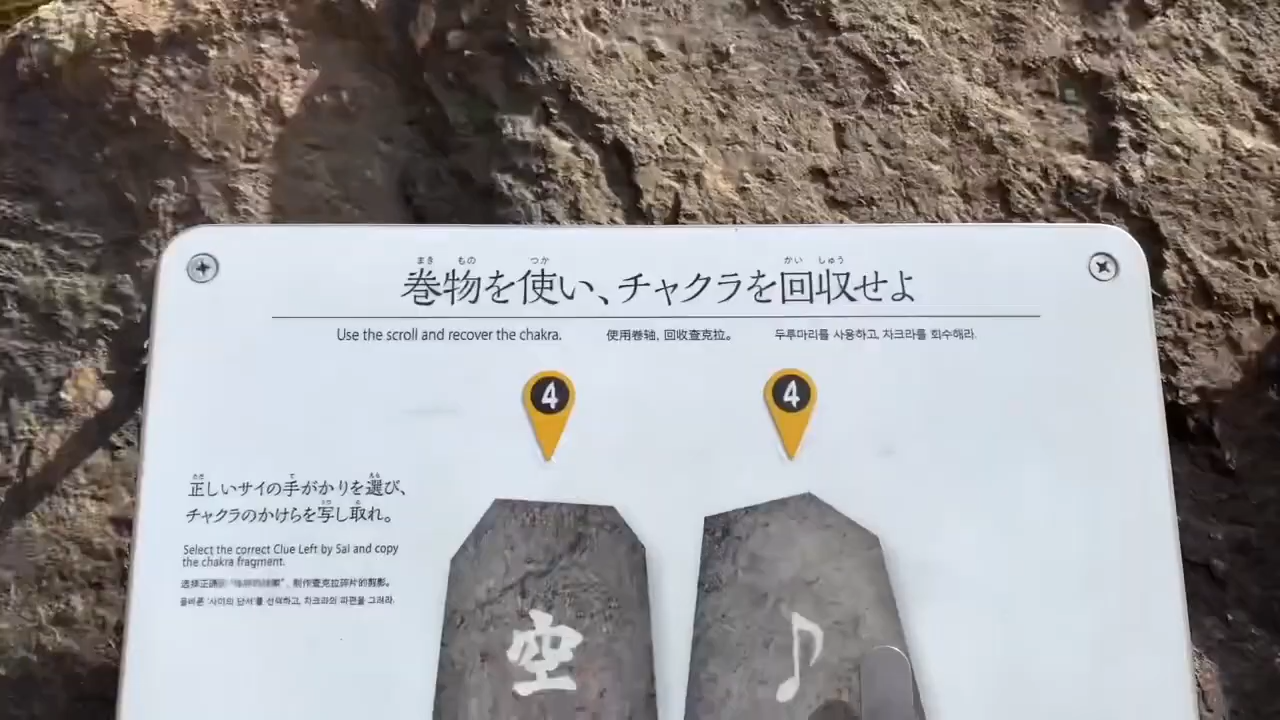 巻物を使い、チャクラを回収せよ
Use the scroll and recover the chakra. 使用卷轴，回收查克拉。 두루마리를 사용하고, 차크라를 회수해라.
4 4
正しいサイの手がかりを選び、
チャクラのかけらを写し取れ。
Select the correct Clue Left by Sai and copy
the chakra fragment.
选择正确 制作查克拉碎片的剪影。
올바른 '사이의 단서'를 선택하고, 차크라의 파편을 그려라.
空 ♪